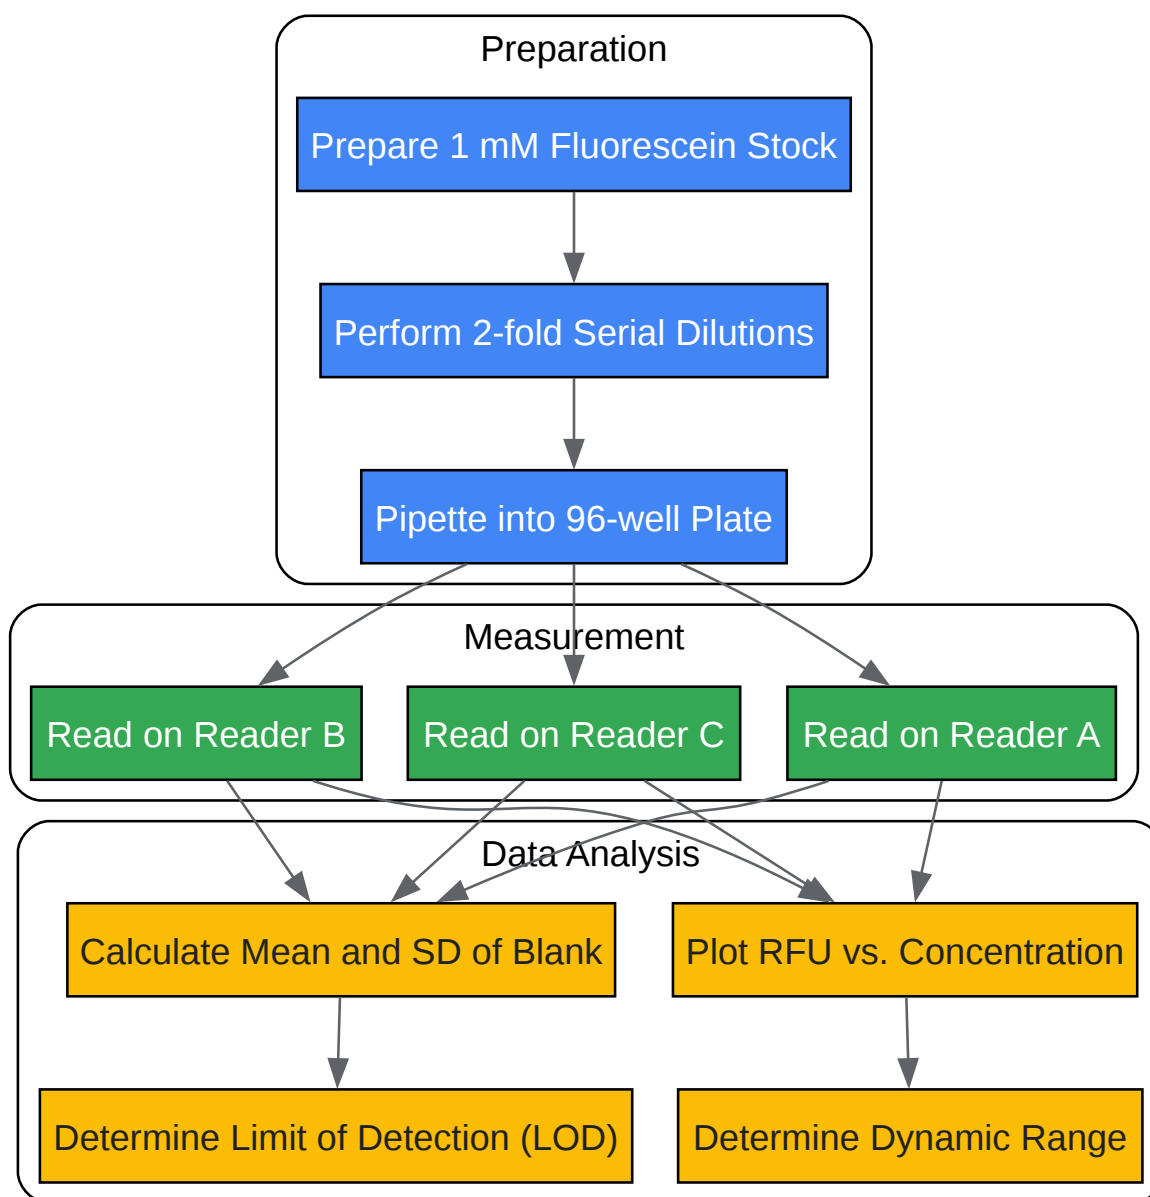 Preparation
Prepare 1 mM Fluorescein Stock
Perform 2-fold Serial Dilutions
Pipette into 96-well Plate
Measurement
Read on Reader B
Read on Reader C
Read on Reader A
Data Analysis
Calculate Mean and SD of Blank
Plot RFU vs. Concentration
Determine Limit of Detection (LOD)
Determine Dynamic Range